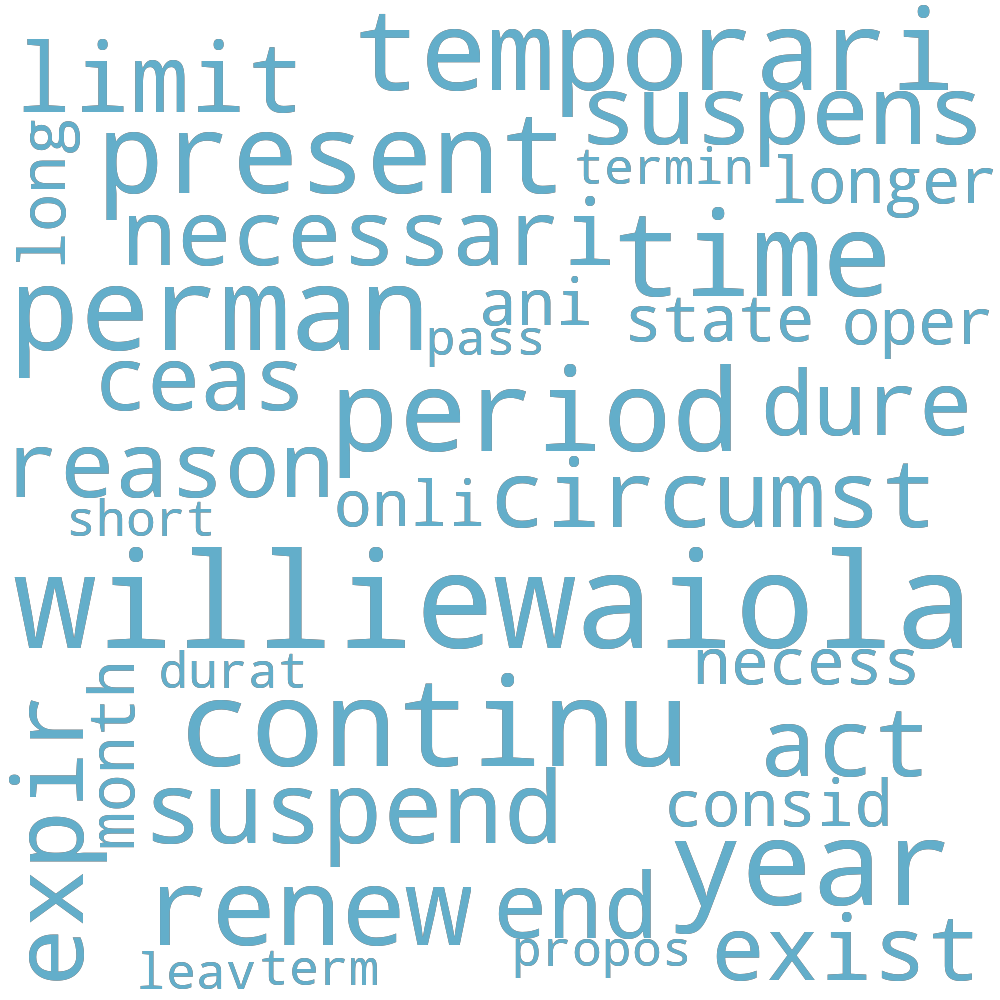 temporari
limit
suspens
present
long
termin
longer
necessari
time
perman
ani
state
oper
pass
ceas
period
dure
reason
circumst
onli
short
williewaiola
necess
durat
month
continu
expir
act
suspend
consid
year
renew
end
propos
exist
leav
term